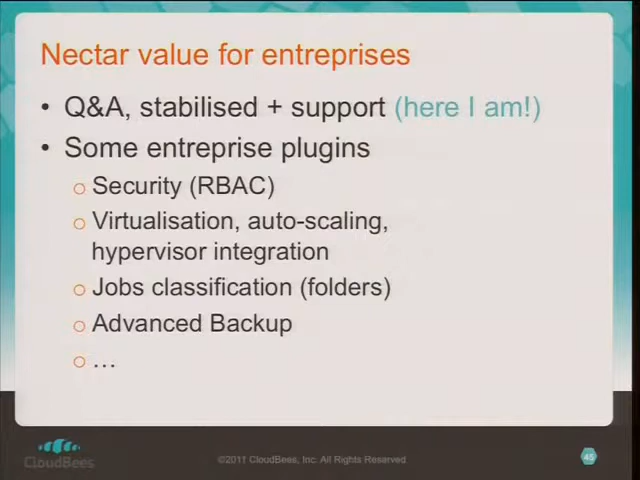 Nectar value for entreprises
• Q&A, stabilised + support (here I am!)
• Some entreprise plugins
o Security (RBAC)
o Virtualisation, auto-scaling,
hypervisor integration
o Jobs classification (folders)
o Advanced Backup
o …
CloudBees
©2011 CloudBees, Inc. All Rights Reserved
45